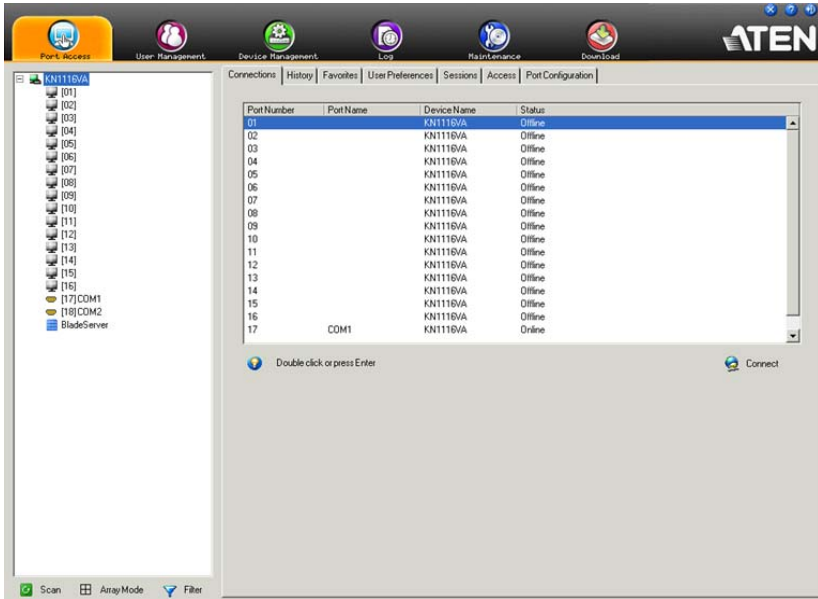 ATEN
Port Access
User Management
Device Management
Log
Maintenance
Download
KN1116VA
[01]
[02]
[03]
[04]
[05]
[06]
[07]
[08]
[09]
[10]
[11]
[12]
[13]
[14]
[15]
[16]
[17]COM1
[18]COM2
BladeServer
Connections History Favorites User Preferences Sessions Access Port Configuration
Port Number Port Name Device Name Status
01 KN1116VA Offline
02 KN1116VA Offline
03 KN1116VA Offline
04 KN1116VA Offline
05 KN1116VA Offline
06 KN1116VA Offline
07 KN1116VA Offline
08 KN1116VA Offline
09 KN1116VA Offline
10 KN1116VA Offline
11 KN1116VA Offline
12 KN1116VA Offline
13 KN1116VA Offline
14 KN1116VA Offline
15 KN1116VA Offline
16 KN1116VA Offline
17 COM1 KN1116VA Online
Double click or press Enter
Connect
Scan Array Mode Filter